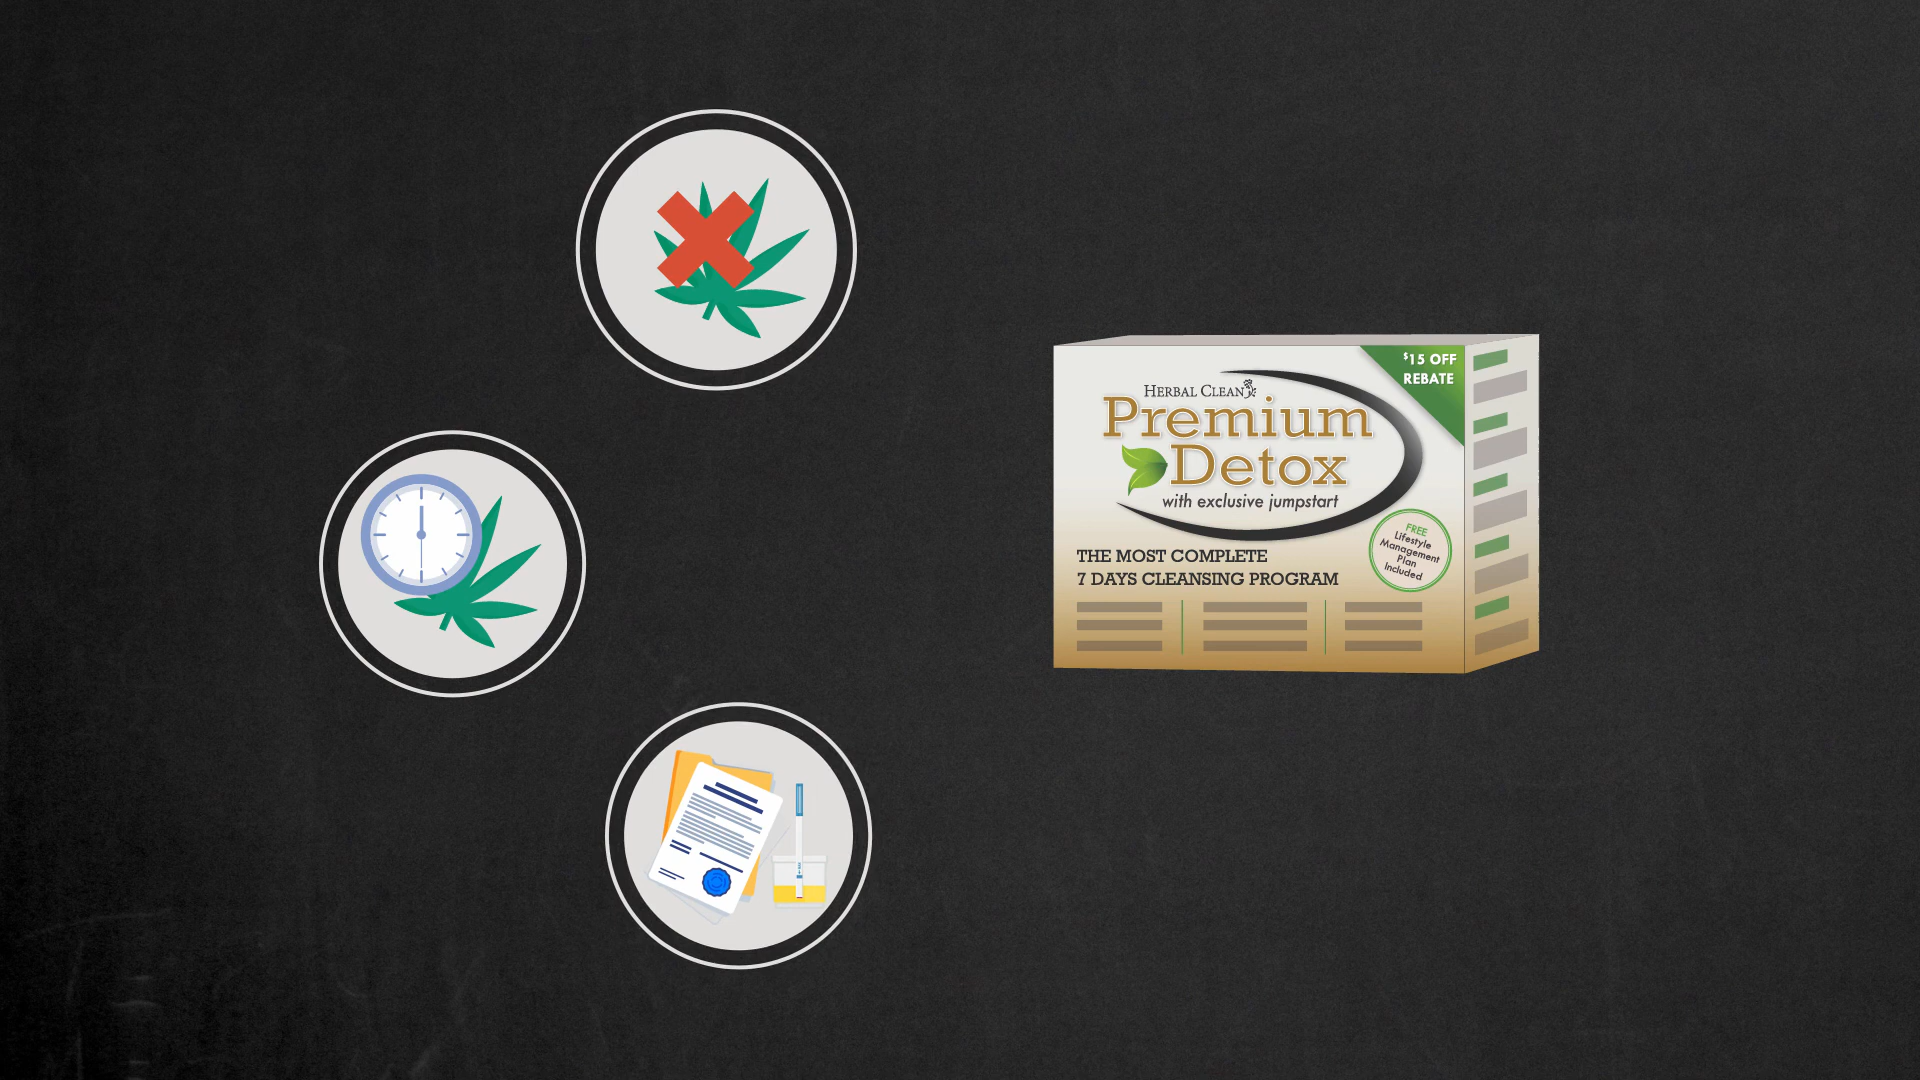 $15 OFF
REBATE
HERBAL CLEAN
Premium
Detox
with exclusive jumpstart
THE MOST COMPLETE
7 DAYS CLEANSING PROGRAM
FREE
Lifestyle
Management
Plan
Included